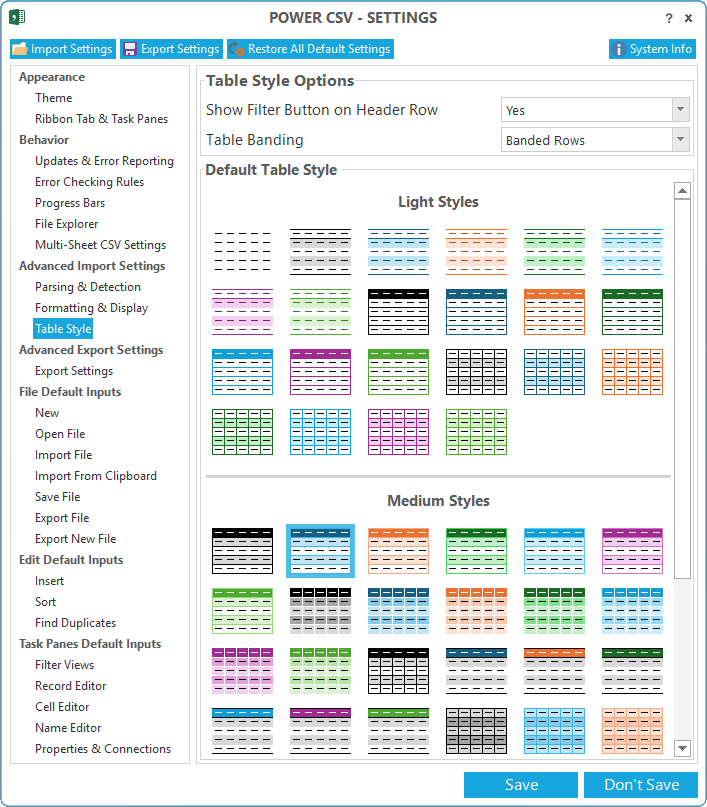 POWER CSV - SETTINGS
? x
Import Settings
Export Settings
Restore All Default Settings
System Info
Appearance
Theme
Ribbon Tab & Task Panes
Behavior
Updates & Error Reporting
Error Checking Rules
Progress Bars
File Explorer
Multi-Sheet CSV Settings
Advanced Import Settings
Parsing & Detection
Formatting & Display
Table Style
Advanced Export Settings
Export Settings
File Default Inputs
New
Open File
Import File
Import From Clipboard
Save File
Export File
Export New File
Edit Default Inputs
Insert
Sort
Find Duplicates
Task Panes Default Inputs
Filter Views
Record Editor
Cell Editor
Name Editor
Properties & Connections
Table Style Options
Show Filter Button on Header Row
Yes
Table Banding
Banded Rows
Default Table Style
Light Styles
Medium Styles
Save
Don't Save